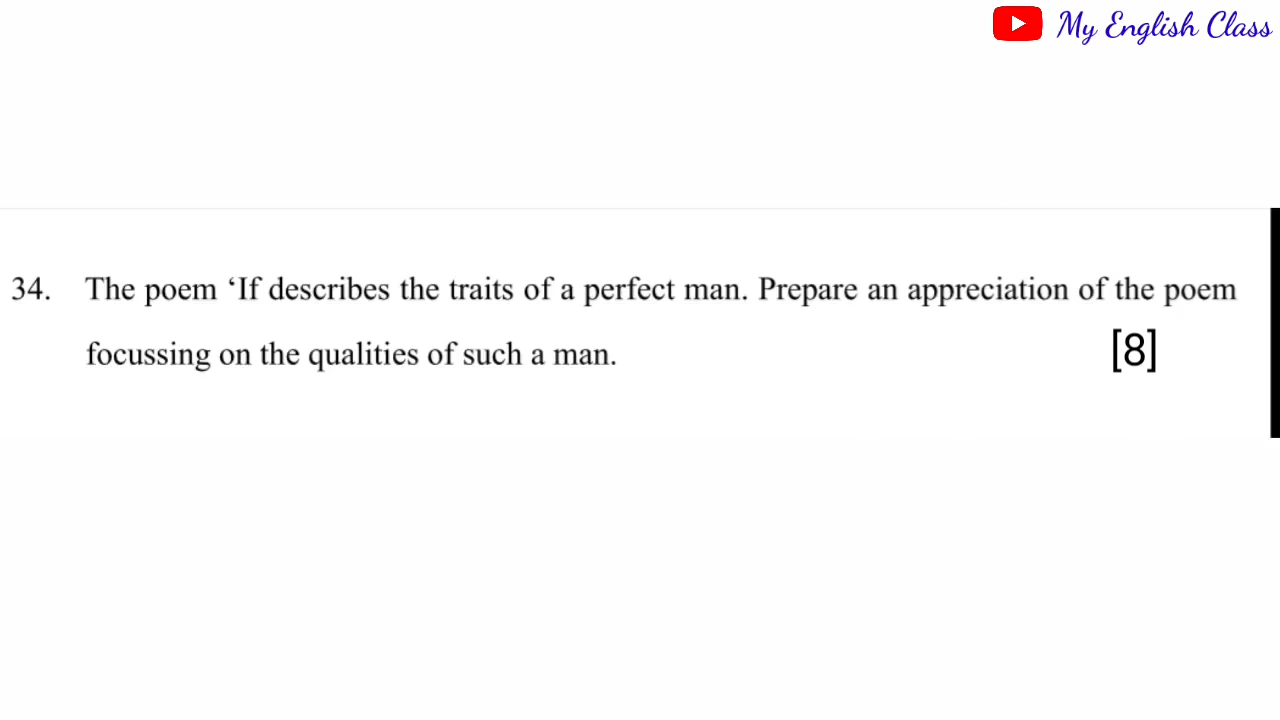 My English Class
34. The poem ‘If describes the traits of a perfect man. Prepare an appreciation of the poem
focussing on the qualities of such a man. [8]